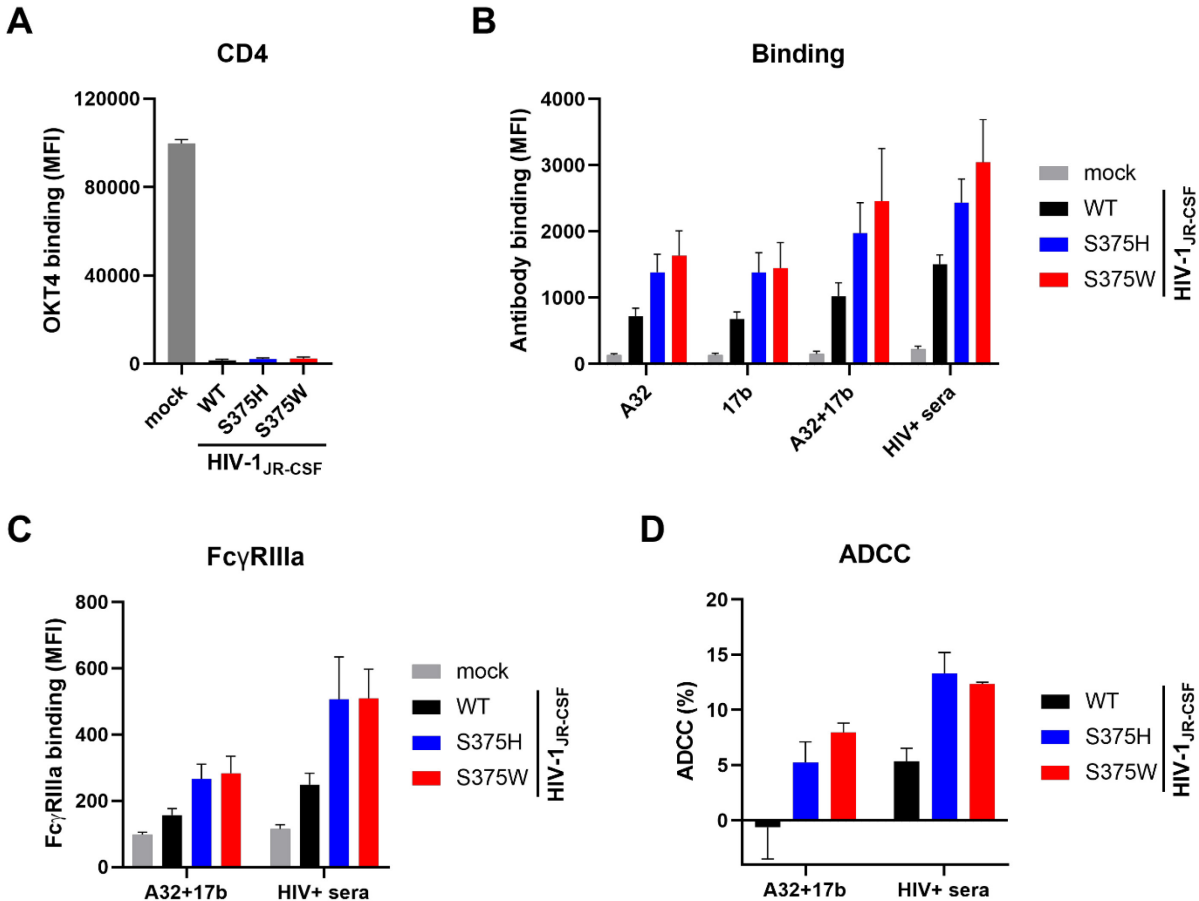 A
CD4
OKT4 binding (MFI)
120000
80000
40000
0
mock
WT
S375H
S375W
HIV-1JR-CSF
B
Binding
Antibody binding (MFI)
4000
3000
2000
1000
0
A32
17b
A32+17b
HIV+ sera
mock
WT
S375H
S375W
HIV-1JR-CSF
C
FcγRIIIa
FcγRIIIa binding (MFI)
800
600
400
200
0
A32+17b
HIV+ sera
mock
WT
S375H
S375W
HIV-1JR-CSF
D
ADCC
ADCC (%)
20
15
10
5
0
A32+17b
HIV+ sera
WT
S375H
S375W
HIV-1JR-CSF